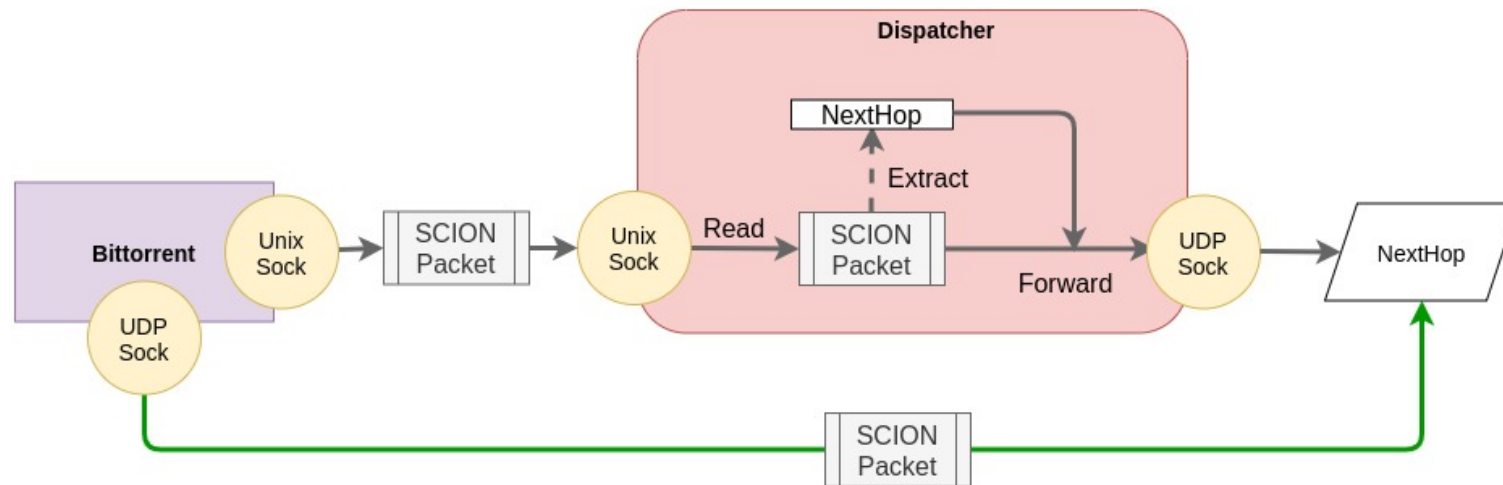 Dispatcher
NextHop
Extract
Bittorrent
Unix
Sock
SCION
Packet
Unix
Sock
Read
SCION
Packet
Forward
UDP
Sock
NextHop
UDP
Sock
SCION
Packet